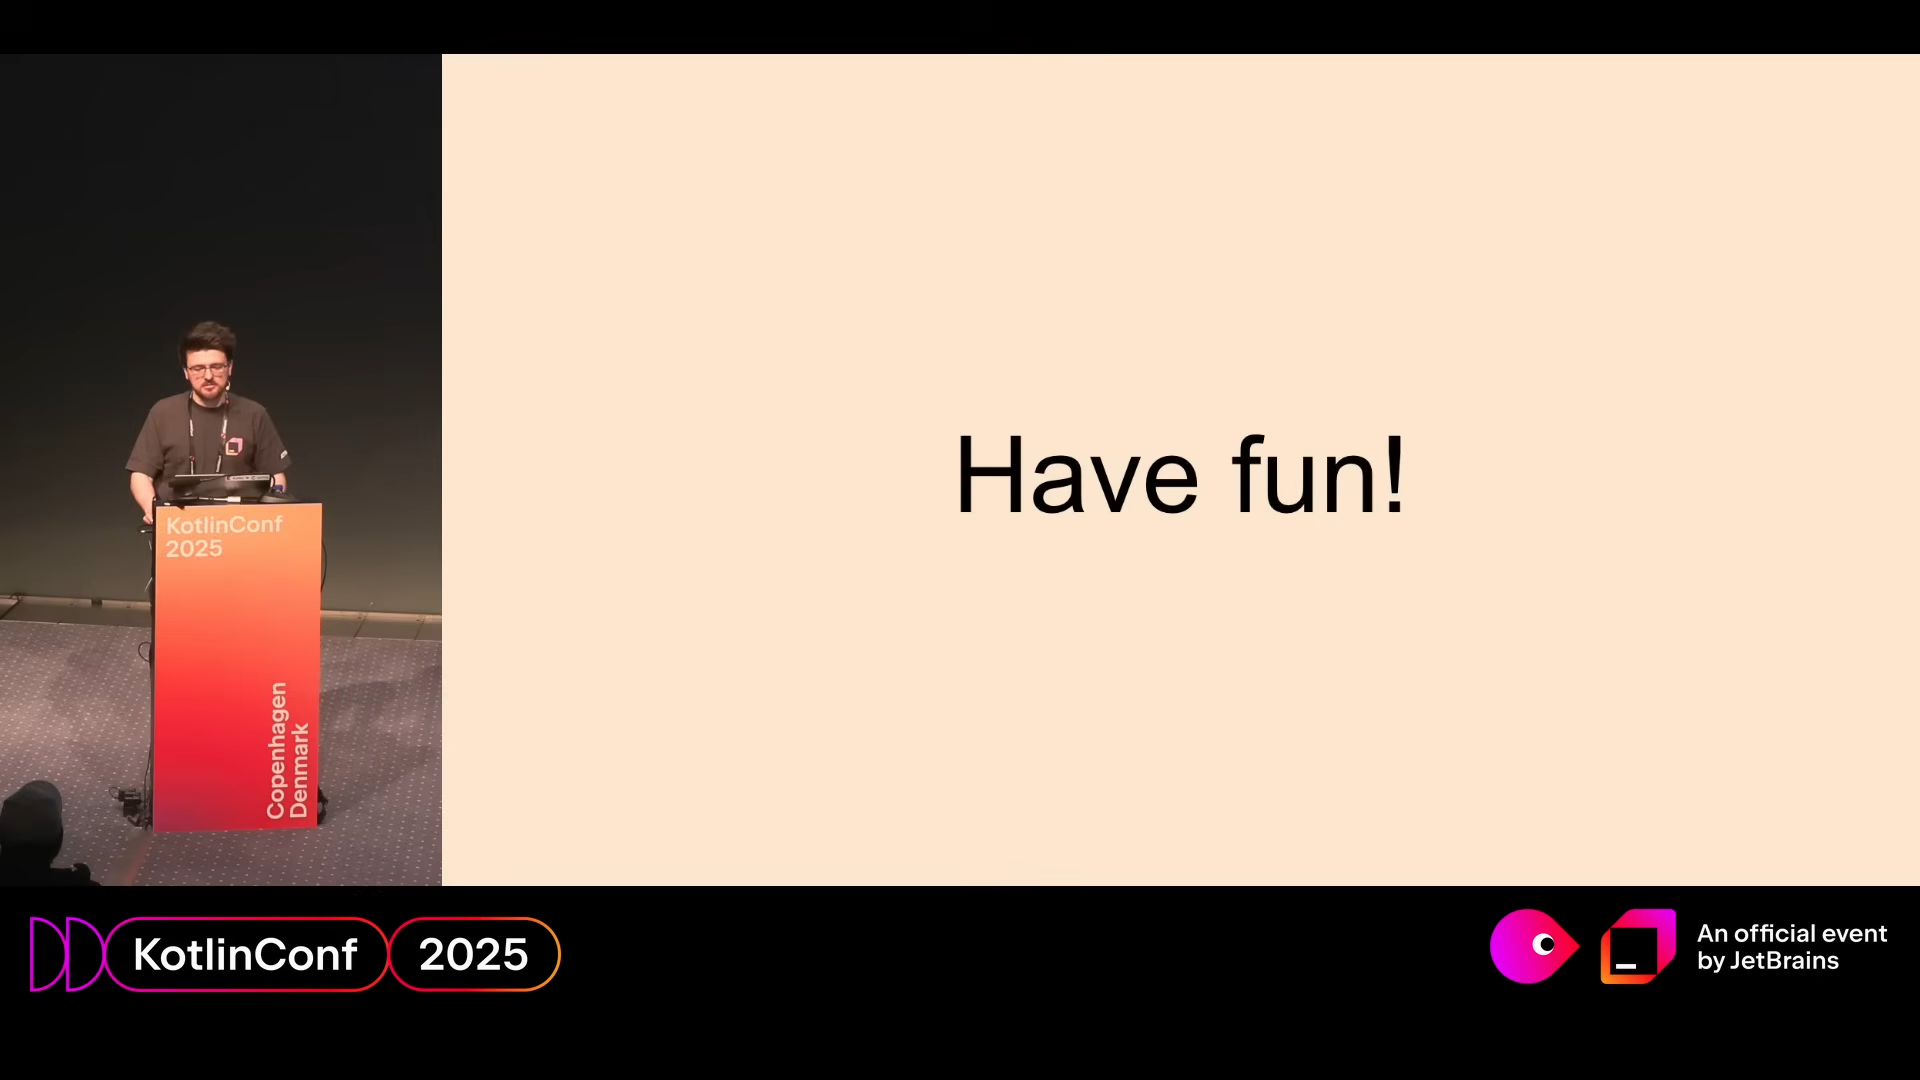 Have fun!
KotlinConf
2025
Copenhagen
Denmark
KotlinConf 2025
An official event
by JetBrains